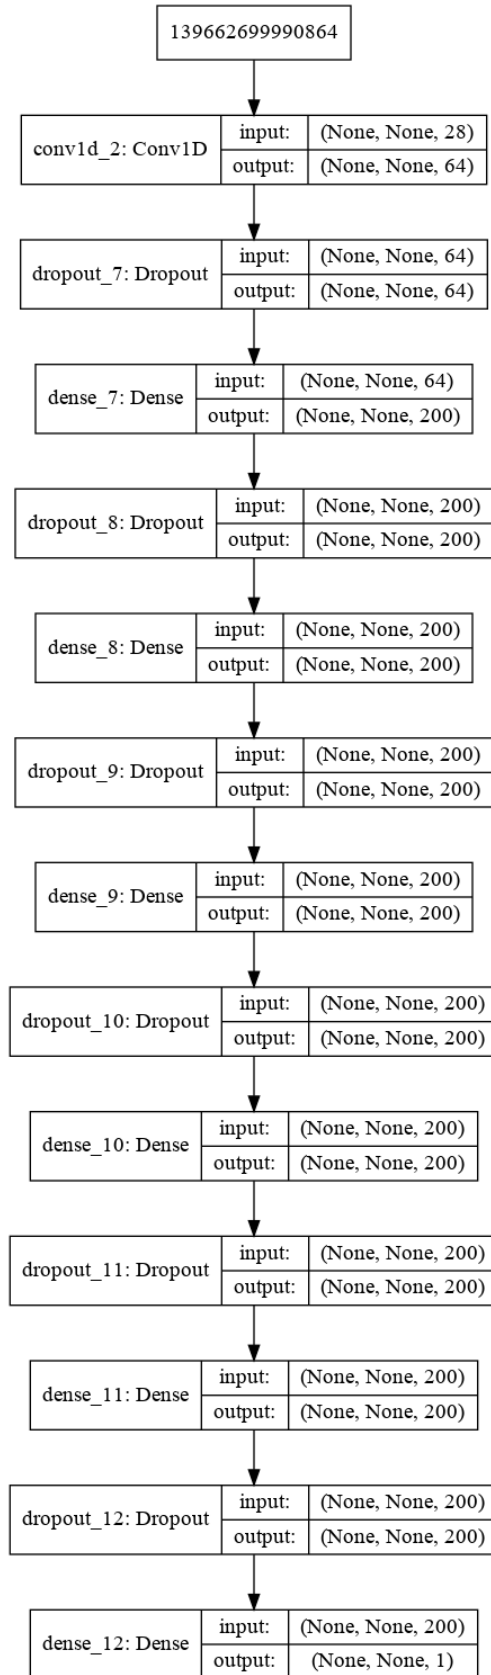 139662699990864
conv1d_2: Conv1D
input: (None, None, 28)
output: (None, None, 64)
dropout_7: Dropout
input: (None, None, 64)
output: (None, None, 64)
dense_7: Dense
input: (None, None, 64)
output: (None, None, 200)
dropout_8: Dropout
input: (None, None, 200)
output: (None, None, 200)
dense_8: Dense
input: (None, None, 200)
output: (None, None, 200)
dropout_9: Dropout
input: (None, None, 200)
output: (None, None, 200)
dense_9: Dense
input: (None, None, 200)
output: (None, None, 200)
dropout_10: Dropout
input: (None, None, 200)
output: (None, None, 200)
dense_10: Dense
input: (None, None, 200)
output: (None, None, 200)
dropout_11: Dropout
input: (None, None, 200)
output: (None, None, 200)
dense_11: Dense
input: (None, None, 200)
output: (None, None, 200)
dropout_12: Dropout
input: (None, None, 200)
output: (None, None, 200)
dense_12: Dense
input: (None, None, 200)
output: (None, None, 1)